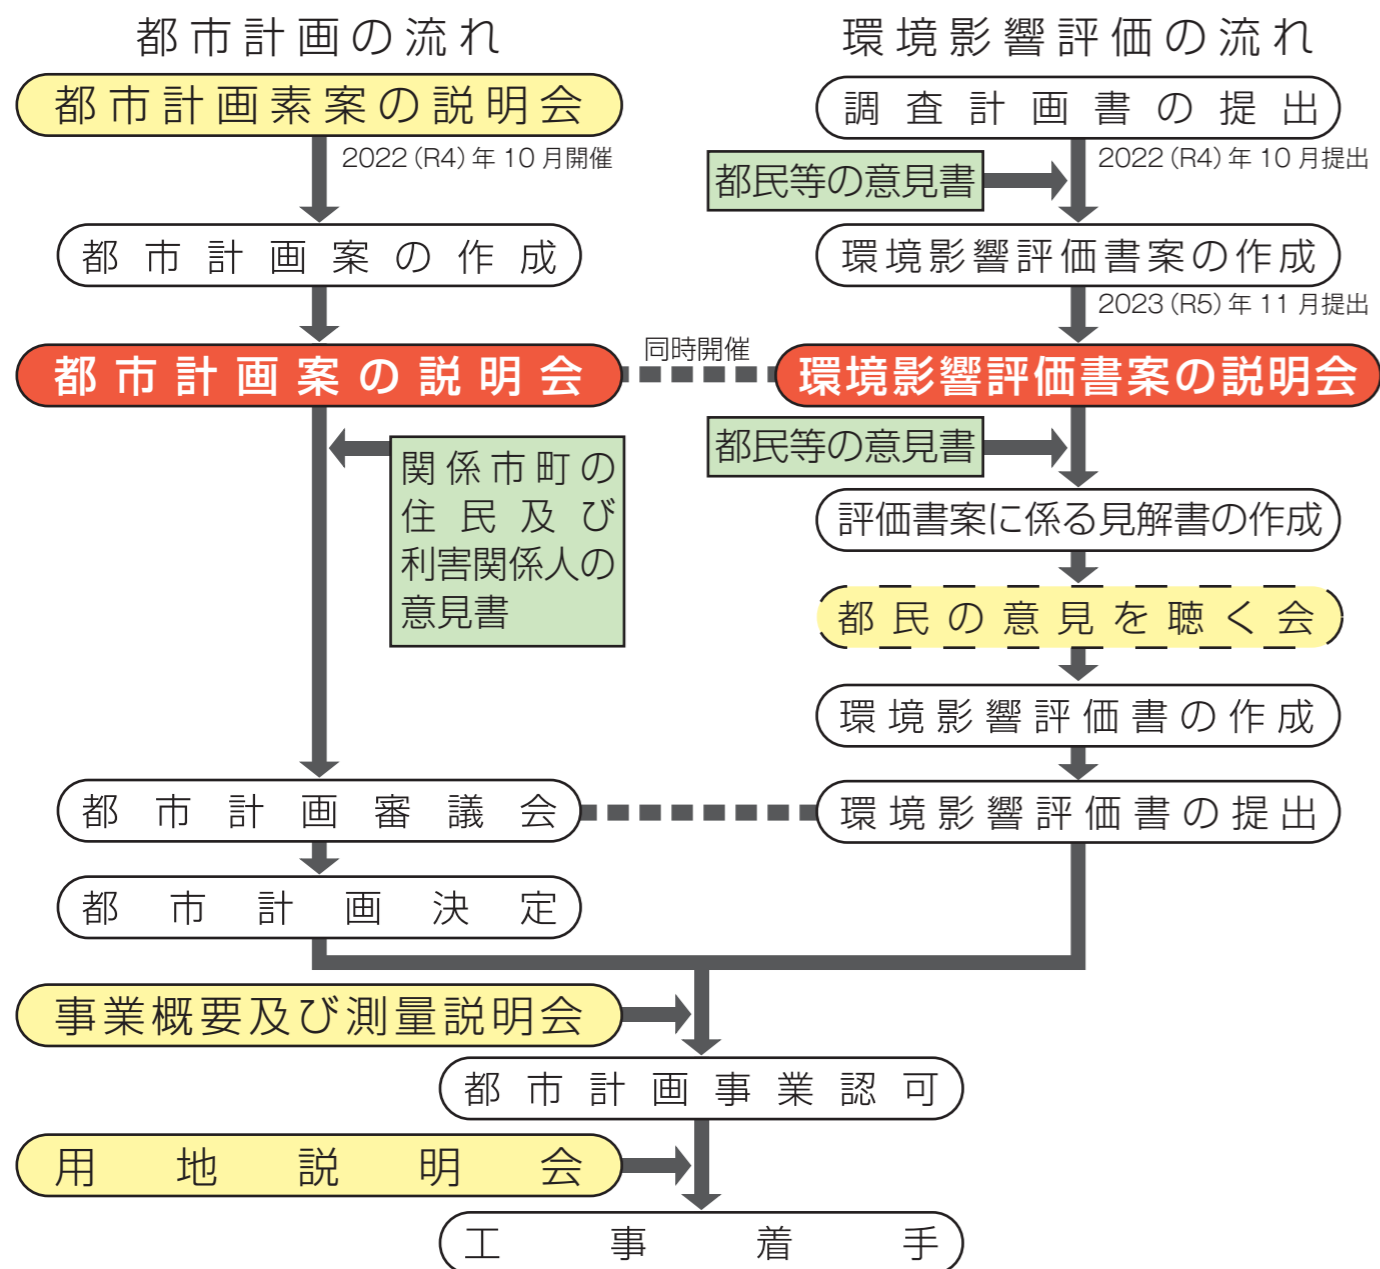 都市計画の流れ
都市計画素案の説明会
2022(R4)年10月開催
都市計画案の作成
都市計画案の説明会
同時開催
関係市町の
住民及び
利害関係人の
意見書
都市計画審議会
都市計画決定
環境影響評価の流れ
調査計画書の提出
2022(R4)年10月提出
都民等の意見書
環境影響評価書案の作成
2023(R5)年11月提出
環境影響評価書案の説明会
都民等の意見書
評価書案に係る見解書の作成
都民の意見を聴く会
環境影響評価書の作成
環境影響評価書の提出
事業概要及び測量説明会
都市計画事業認可
用地説明会
工事着手